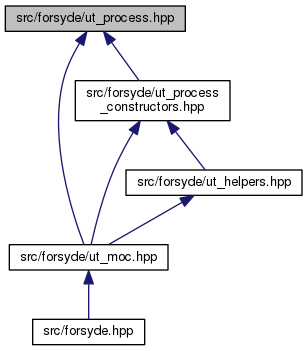 src/forsyde/ut_process.hpp
src/forsyde/ut_process
_constructors.hpp
src/forsyde/ut_helpers.hpp
src/forsyde/ut_moc.hpp
src/forsyde.hpp